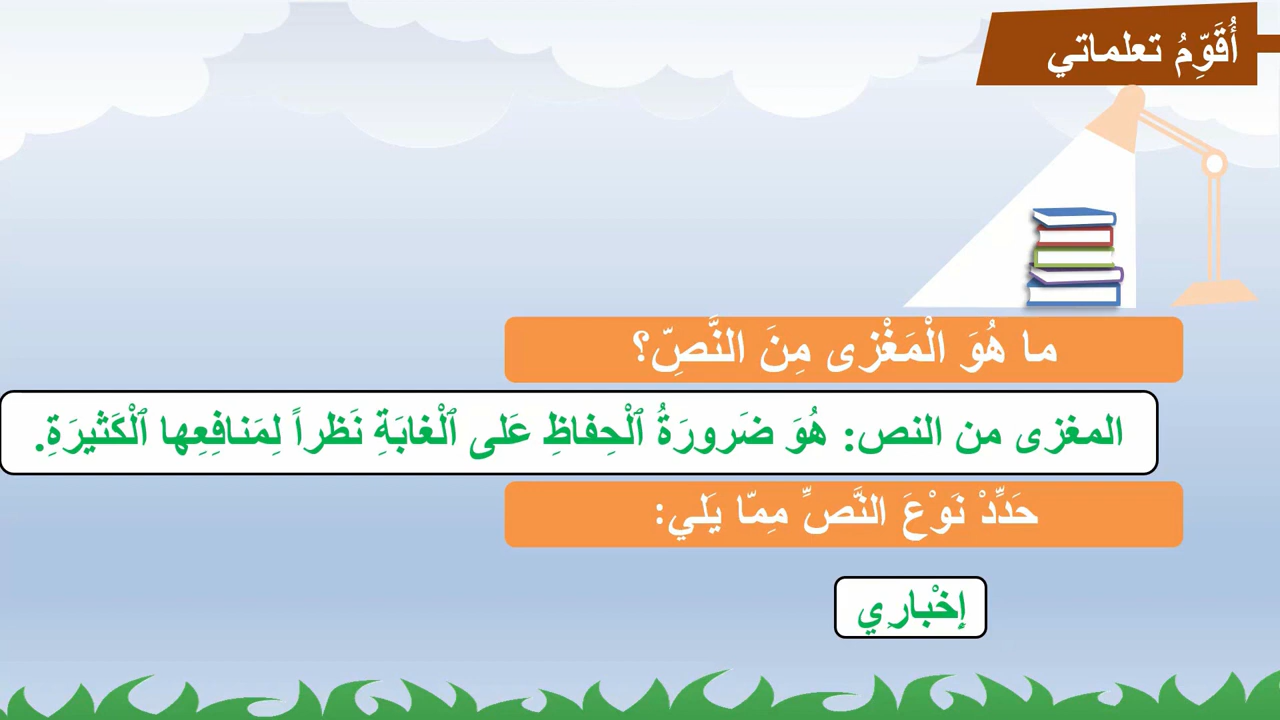 أُقَوِّمُ تعلماتي
ما هُوَ الْمَغْزى مِنَ النَّصِّ؟
المغزى من النص: هُوَ ضَرورَةُ ٱلْحِفاظِ عَلى ٱلْغابَةِ نَظراً لِمَنافِعِها ٱلْكَثيرَةِ.
حَدِّدْ نَوْعَ النَّصِّ مِمّا يَلي:
إِخْبارِي